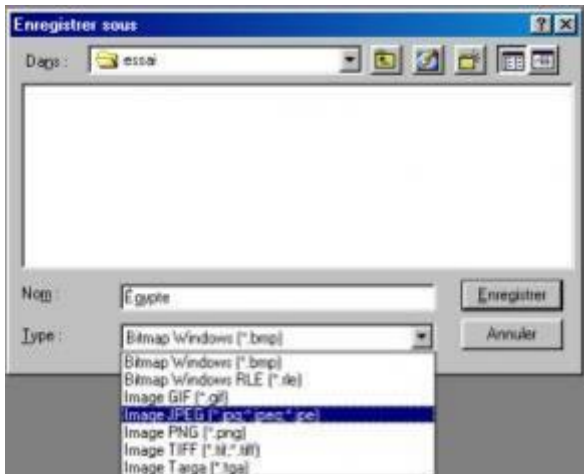 Enregistrer sous
Dans : essai
Nom : Égypte Enregistrer
Type : Bitmap Windows (*.bmp) Annuler
Bitmap Windows (*.bmp)
Bitmap Windows RLE (*.rle)
Image GIF (*.gif)
Image JPEG (*.jpg;*.jpeg;*.jpe)
Image PNG (*.png)
Image TIFF (*.tif;*.tiff)
Image Targa (*.tga)